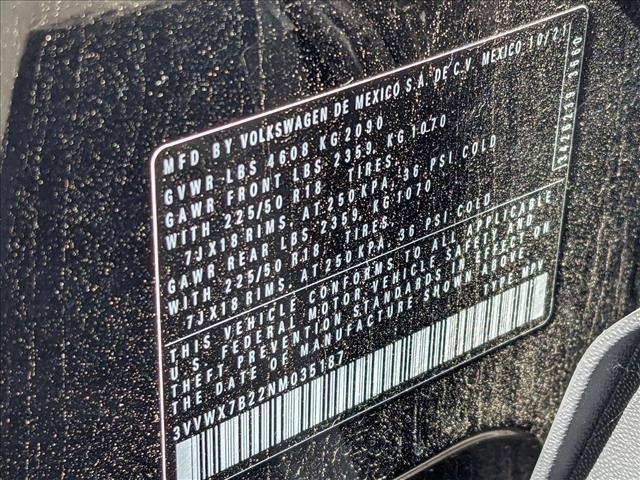 MFD BY VOLKSWAGEN DE MEXICO S.A. DE C.V. MEXICO 10/21
GVWR LBS 4608 KG 2090
GAWR FRONT LBS 2359, KG 1070
WITH 225/50 R18 TIRES,
7JX18 RIMS, AT 250 KPA, 36 PSI COLD
GAWR REAR LBS 2359, KG 1070
WITH 225/50 R18 TIRES,
7JX18 RIMS, AT 250 KPA, 36 PSI COLD
THIS VEHICLE CONFORMS TO ALL APPLICABLE
U S FEDERAL MOTOR VEHICLE SAFETY AND
THEFT PREVENTION STANDARDS IN EFFECT ON
THE DATE OF MANUFACTURE SHOWN ABOVE
TYPE: MPV
3VVWX7B22NM035187